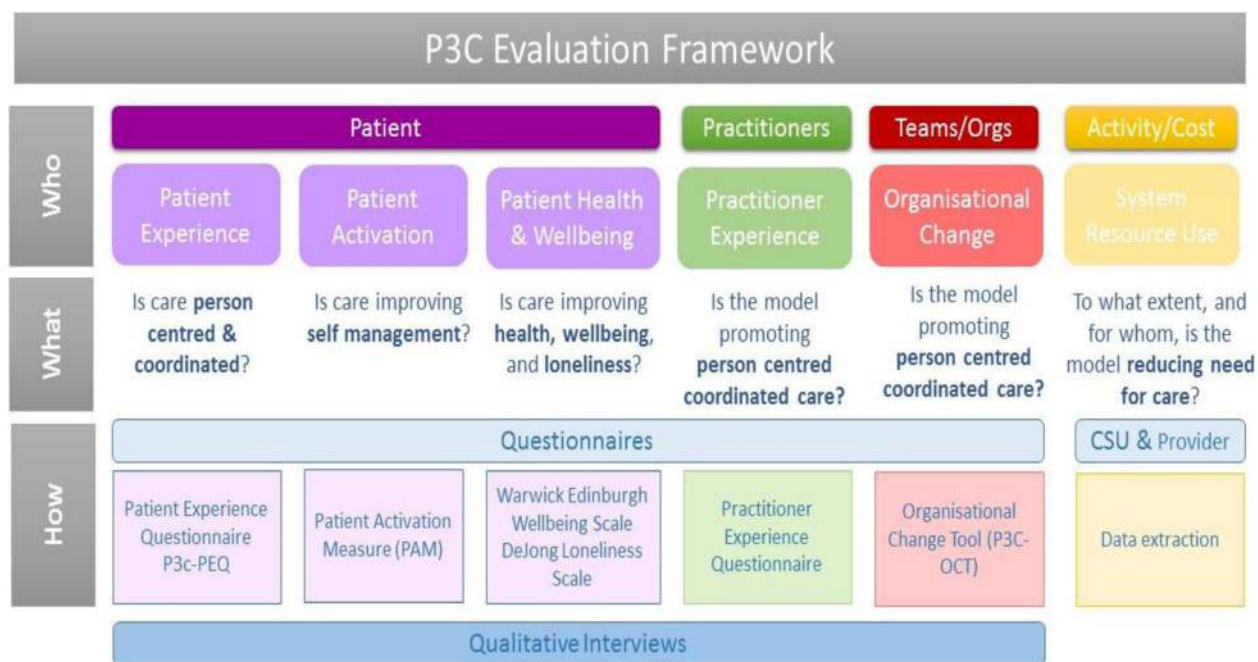 P3C Evaluation Framework
Who
Patient
Practitioners
Teams/Orgs
Activity/Cost
Patient
Experience
Patient
Activation
Patient Health
& Wellbeing
Practitioner
Experience
Organisational
Change
System
Resource Use
What
Is care person
centred &
coordinated?
Is care improving
self management?
Is care improving
health, wellbeing,
and loneliness?
Is the model
promoting
person centred
coordinated care?
Is the model
promoting
person centred
coordinated care?
To what extent, and
for whom, is the
model reducing need
for care?
How
Questionnaires
CSU & Provider
Patient Experience
Questionnaire
P3c-PEQ
Patient Activation
Measure (PAM)
Warwick Edinburgh
Wellbeing Scale
DeJong Loneliness
Scale
Practitioner
Experience
Questionnaire
Organisational
Change Tool (P3C-
OCT)
Data extraction
Qualitative Interviews